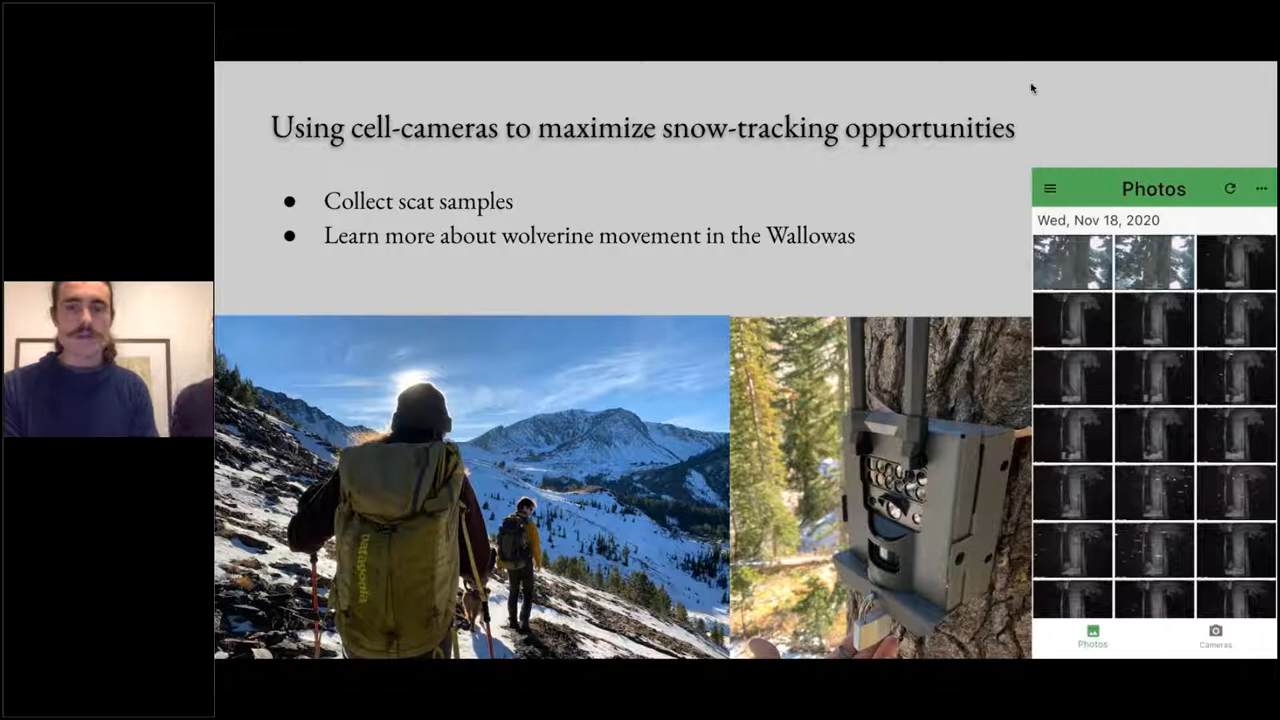 Using cell-cameras to maximize snow-tracking opportunities
● Collect scat samples
● Learn more about wolverine movement in the Wallowas
Photos
Wed, Nov 18, 2020
patagonia
Photos
Cameras